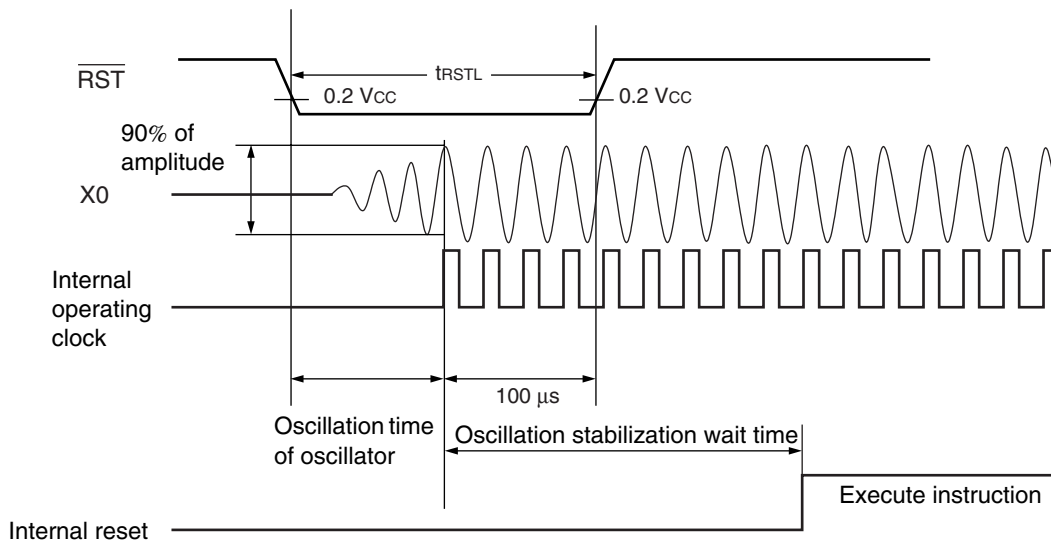 RST
tRSTL
0.2 VCC
0.2 VCC
90% of
amplitude
X0
Internal
operating
clock
100 µs
Oscillation time
of oscillator
Oscillation stabilization wait time
Execute instruction
Internal reset